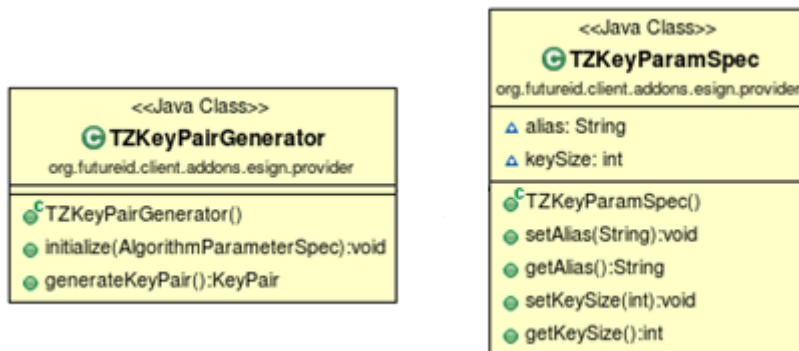 <<Java Class>>
TZKeyPairGenerator
org.futureid.client.addons.esign.provider
TZKeyPairGenerator()
initialize(AlgorithmParameterSpec):void
generateKeyPair():KeyPair
<<Java Class>>
TZKeyParamSpec
org.futureid.client.addons.esign.provider
alias: String
keySize: int
TZKeyParamSpec()
setAlias(String):void
getAlias():String
setKeySize(int):void
getKeySize():int